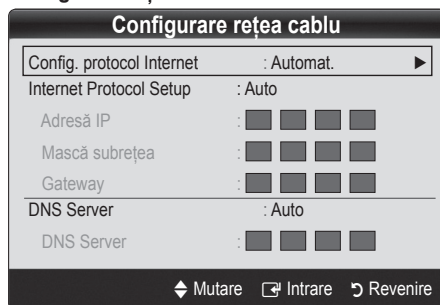 Configurare rețea cablu
Config. protocol Internet : Automat. ►
Internet Protocol Setup : Auto
Adresă IP :
Mască subrețea :
Gateway :
DNS Server : Auto
DNS Server :
Mutare Intrare Revenire